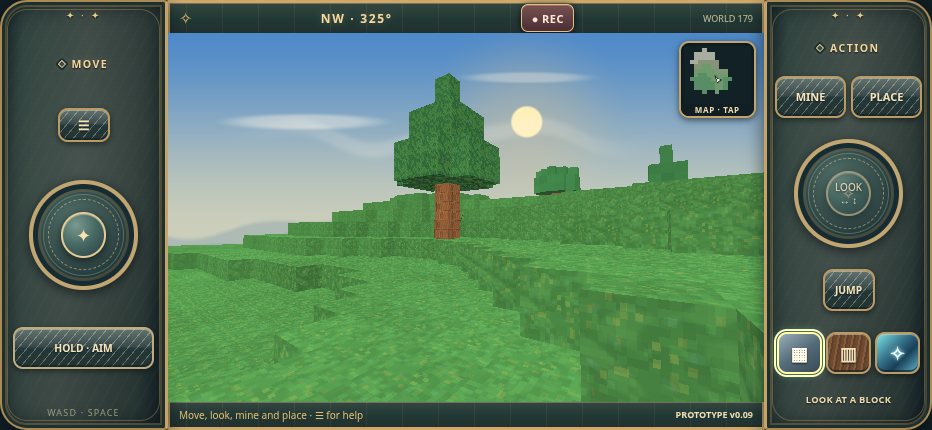 MOVE
HOLD · AIM
WASD · SPACE
NW · 325°
● REC
WORLD 179
MAP · TAP
Move, look, mine and place · ☰ for help
PROTOTYPE v0.09
ACTION
MINE
PLACE
LOOK
JUMP
LOOK AT A BLOCK